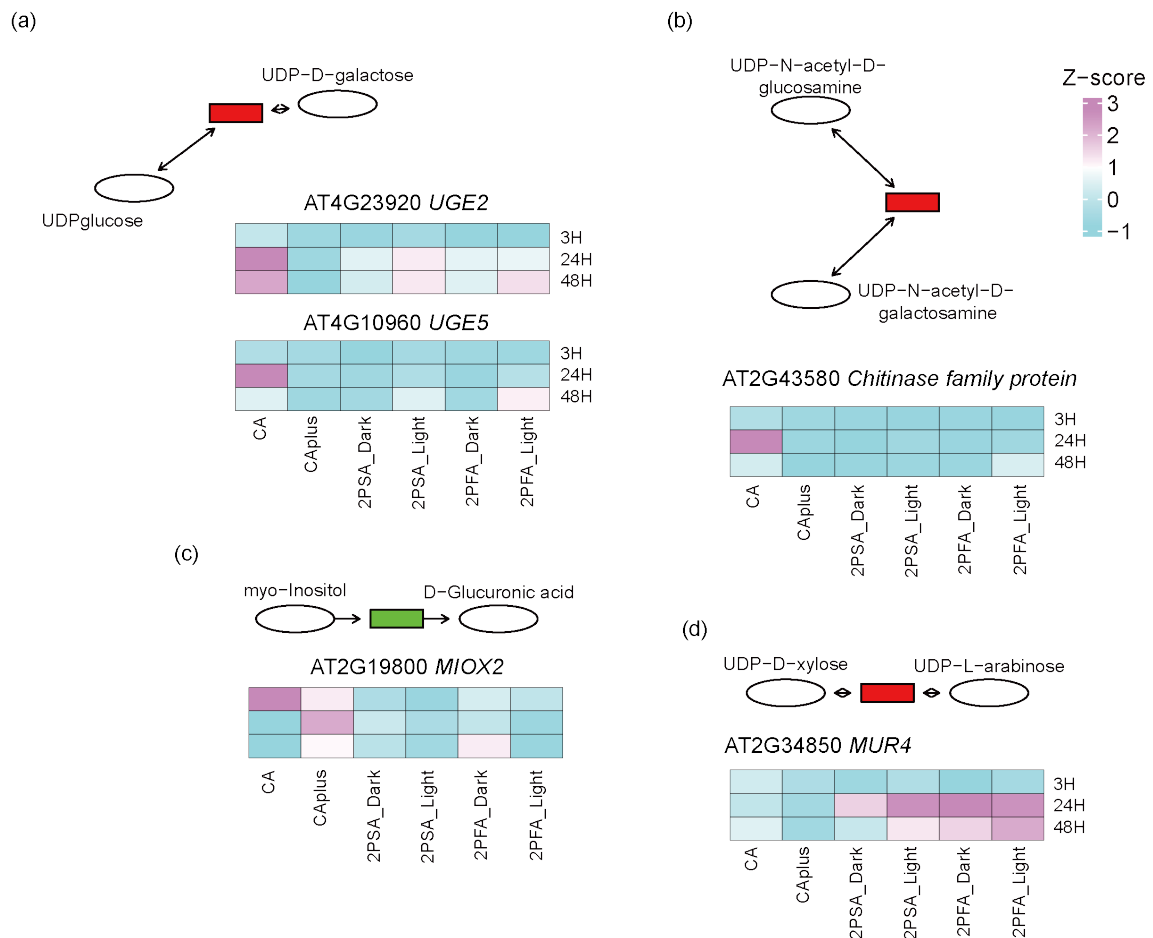 (a)
UDP−D−galactose
UDPglucose
AT4G23920 UGE2
3H
24H
48H
AT4G10960 UGE5
3H
24H
48H
CA
CAplus
2PSA_Dark
2PSA_Light
2PFA_Dark
2PFA_Light
(b)
UDP−N−acetyl−D−
glucosamine
UDP−N−acetyl−D−
galactosamine
Z−score
3
2
1
0
−1
AT2G43580 Chitinase family protein
3H
24H
48H
CA
CAplus
2PSA_Dark
2PSA_Light
2PFA_Dark
2PFA_Light
(c)
myo−Inositol
D−Glucuronic acid
AT2G19800 MIOX2
CA
CAplus
2PSA_Dark
2PSA_Light
2PFA_Dark
2PFA_Light
(d)
UDP−D−xylose
UDP−L−arabinose
AT2G34850 MUR4
3H
24H
48H
CA
CAplus
2PSA_Dark
2PSA_Light
2PFA_Dark
2PFA_Light